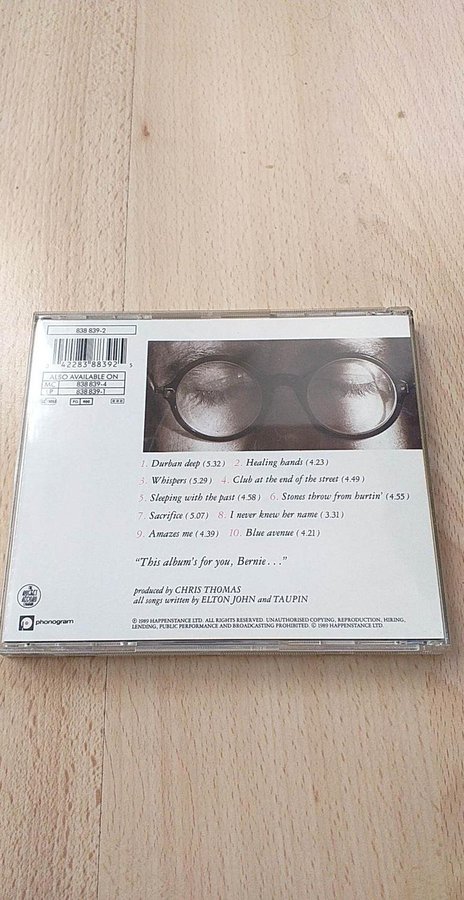 838 839-2
42283 88392 5
ALSO AVAILABLE ON
MC 838 839-4
LP 838 839-1
1. Durban deep (5.32) 2. Healing hands (4.23)
3. Whispers (5.29) 4. Club at the end of the street (4.49)
5. Sleeping with the past (4.58) 6. Stones throw from hurtin' (4.55)
7. Sacrifice (5.07) 8. I never knew her name (3.31)
9. Amazes me (4.39) 10. Blue avenue (4.21)
"This album's for you, Bernie..."
produced by CHRIS THOMAS
all songs written by ELTON JOHN and TAUPIN
phonogram
℗ 1989 HAPPENSTANCE LTD. ALL RIGHTS RESERVED. UNAUTHORISED COPYING, REPRODUCTION, HIRING,
LENDING, PUBLIC PERFORMANCE AND BROADCASTING PROHIBITED. © 1989 HAPPENSTANCE LTD.